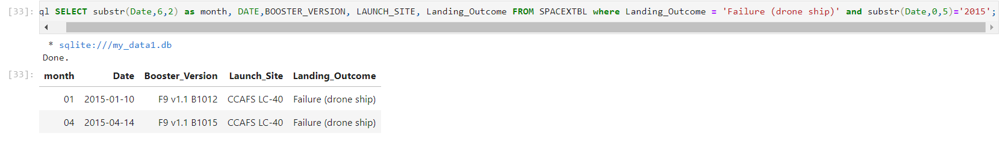 [33]: ql SELECT substr(Date,6,2) as month, DATE,BOOSTER_VERSION, LAUNCH_SITE, Landing_Outcome FROM SPACEXTBL where Landing_Outcome = 'Failure (drone ship)' and substr(Date,0,5)='2015';
* sqlite:///my_data1.db
Done.
[33]: month Date Booster_Version Launch_Site Landing_Outcome
01 2015-01-10 F9 v1.1 B1012 CCAFS LC-40 Failure (drone ship)
04 2015-04-14 F9 v1.1 B1015 CCAFS LC-40 Failure (drone ship)